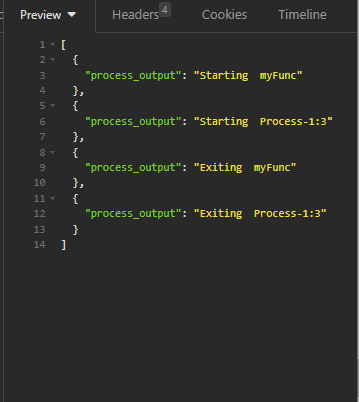 Preview Headers 4 Cookies Timeline
1 [
2 {
3 "process_output": "Starting  myFunc"
4 },
5 {
6 "process_output": "Starting  Process-1:3"
7 },
8 {
9 "process_output": "Exiting  myFunc"
10 },
11 {
12 "process_output": "Exiting  Process-1:3"
13 }
14 ]